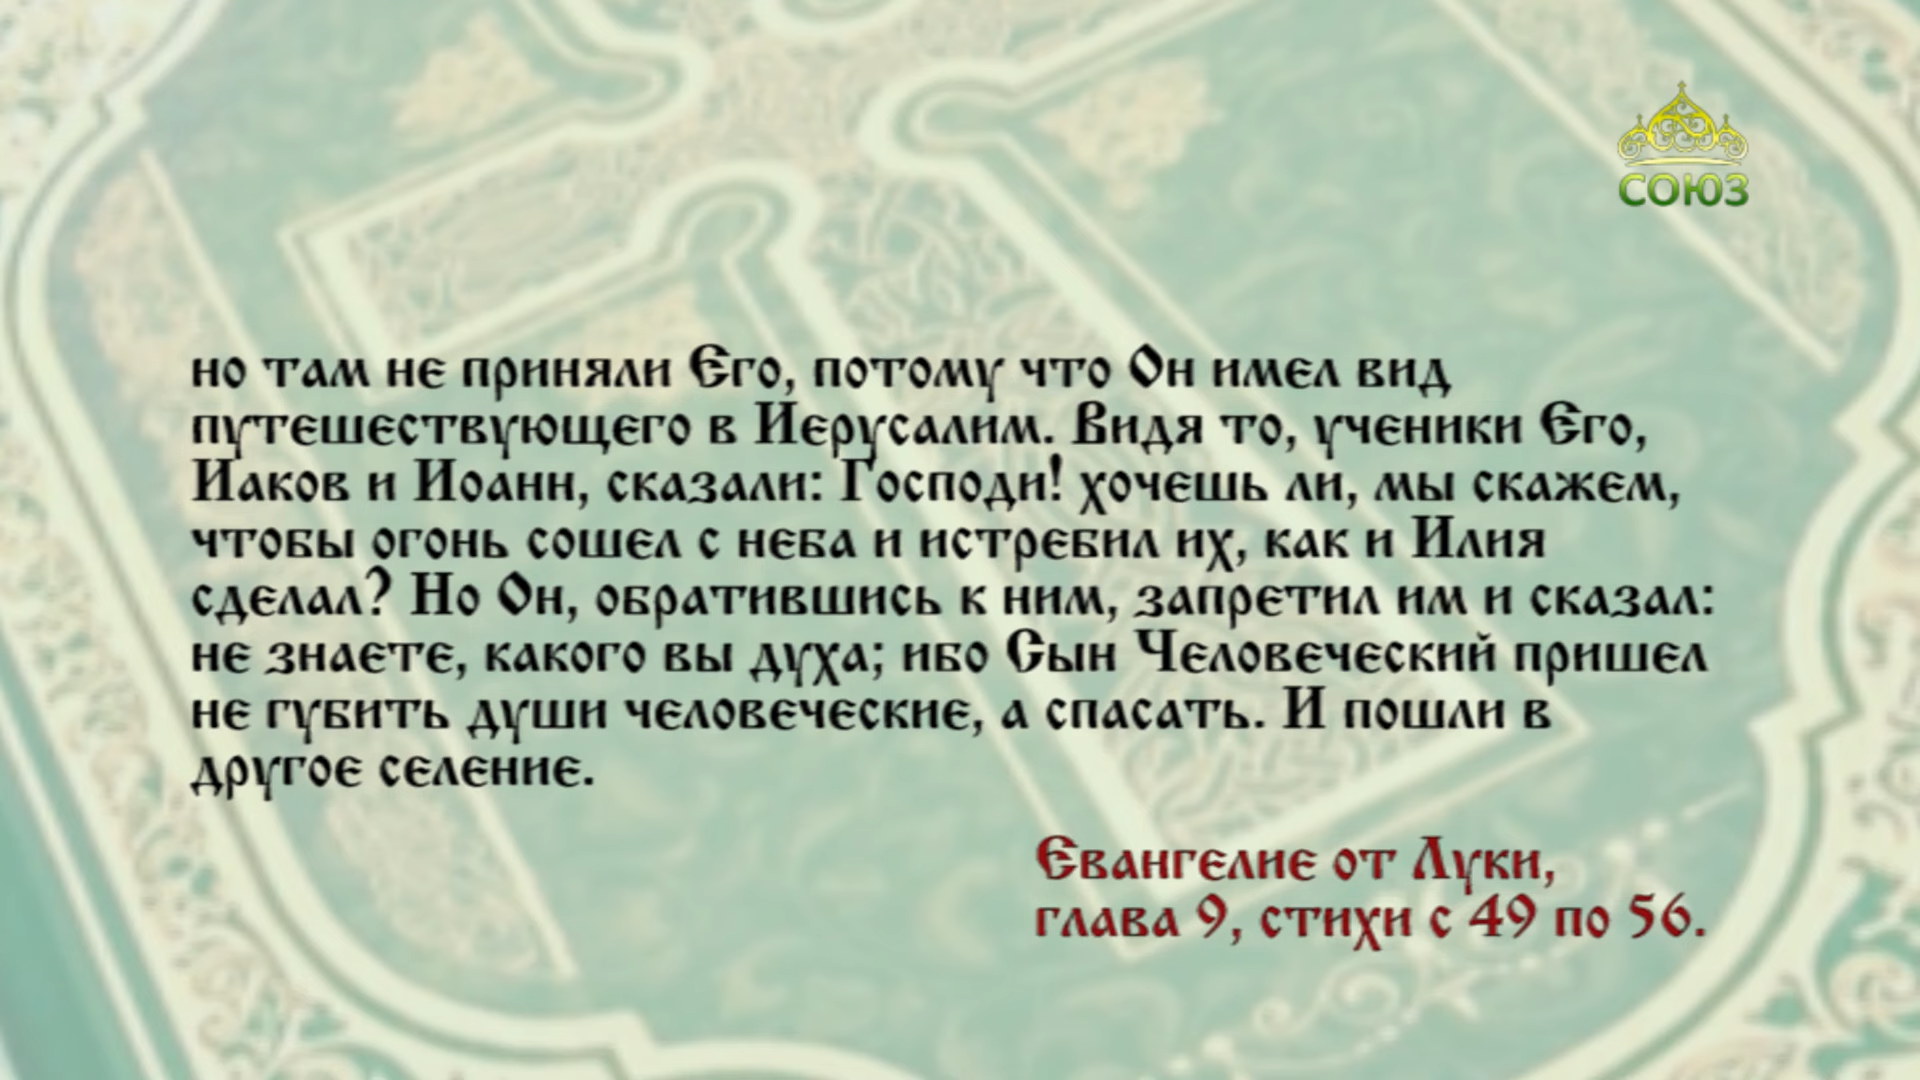 СОЮЗ
но там не приняли Его, потому что Он имел вид
путешествующего в Иерусалим. Видя то, ученики Его,
Иаков и Иоанн, сказали: Господи! хочешь ли, мы скажем,
чтобы огонь сошел с неба и истребил их, как и Илия
сделал? Но Он, обратившись к ним, запретил им и сказал:
не знаете, какого вы духа; ибо Сын Человеческий пришел
не губить души человеческие, а спасать. И пошли в
другое селение.
Евангелие от Луки,
глава 9, стихи с 49 по 56.